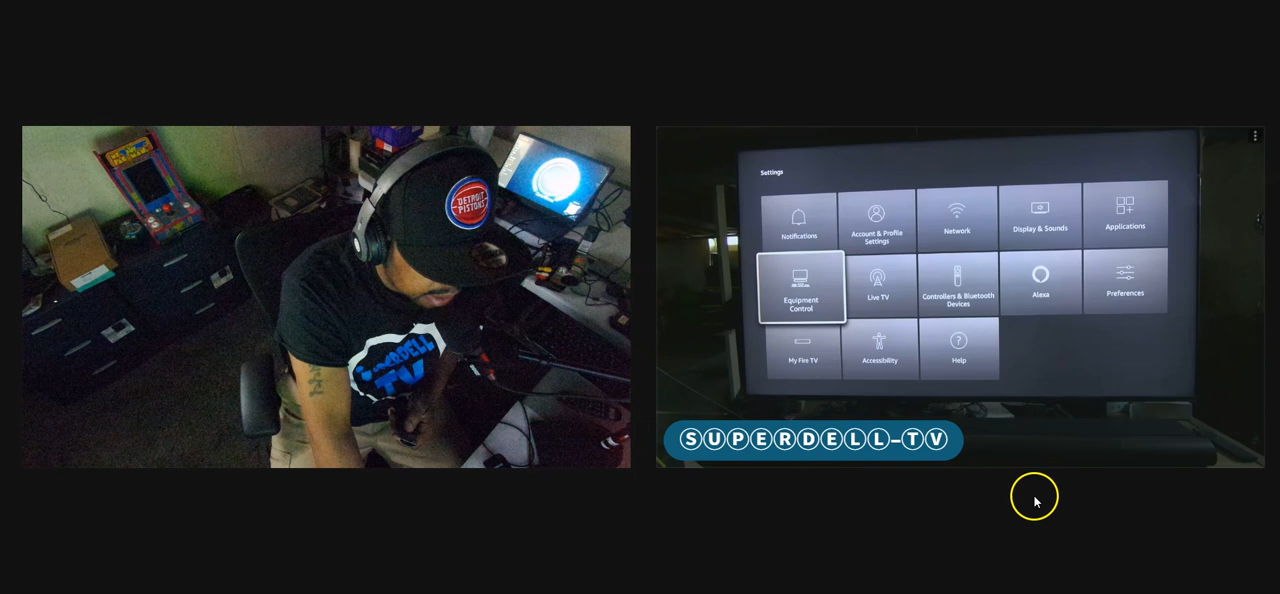 DETROIT
PISTONS
TV
Settings
Notifications
Account & Profile
Settings
Network
Display & Sounds
Applications
Equipment
Control
Live TV
Controllers & Bluetooth
Devices
Alexa
Preferences
My Fire TV
Accessibility
Help
ⓈⓊⓅⒺⓇⒹⒺⓁⓁ-ⓉⓋ